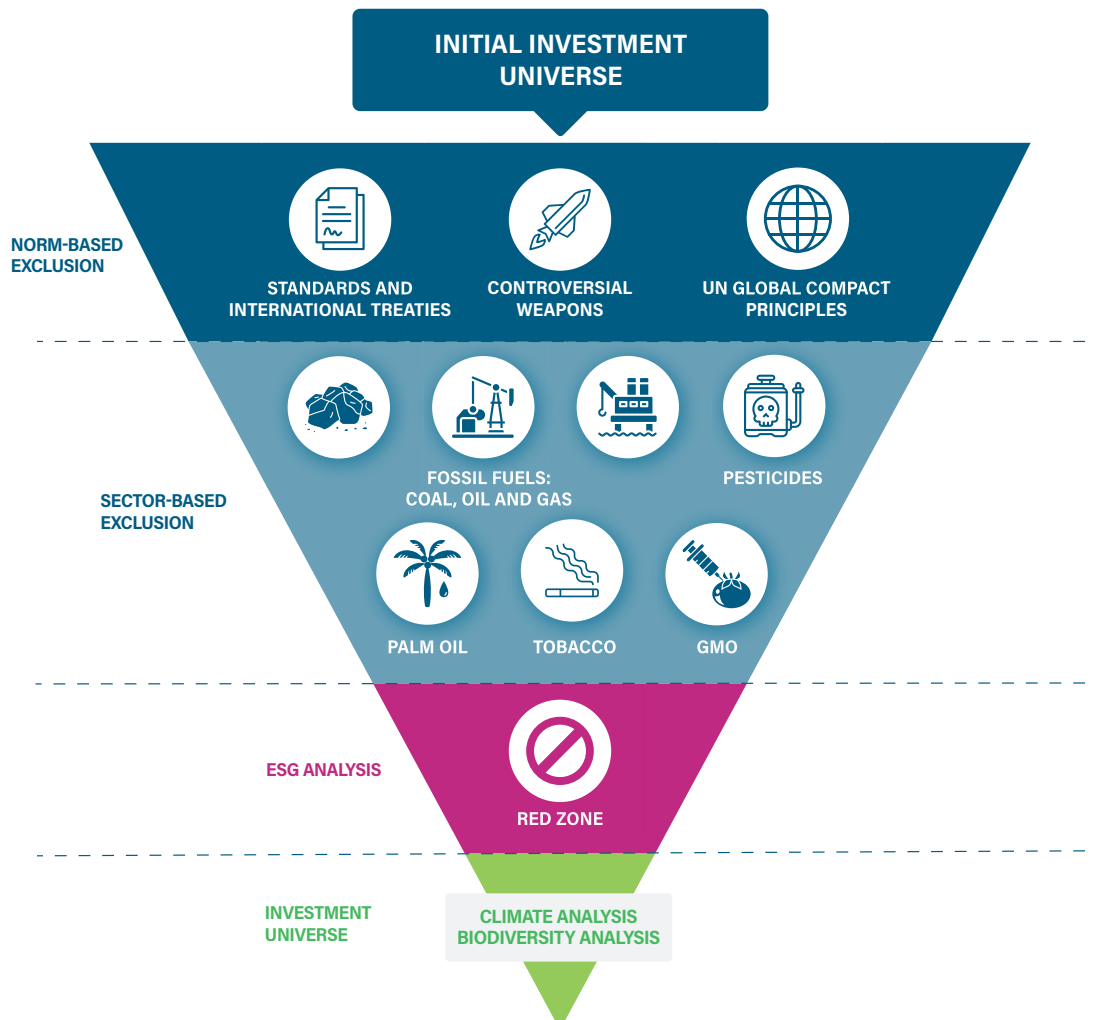 INITIAL INVESTMENT
UNIVERSE
NORM-BASED
EXCLUSION
STANDARDS AND
INTERNATIONAL TREATIES
CONTROVERSIAL
WEAPONS
UN GLOBAL COMPACT
PRINCIPLES
SECTOR-BASED
EXCLUSION
FOSSIL FUELS:
COAL, OIL AND GAS
PESTICIDES
PALM OIL
TOBACCO
GMO
ESG ANALYSIS
RED ZONE
INVESTMENT
UNIVERSE
CLIMATE ANALYSIS
BIODIVERSITY ANALYSIS